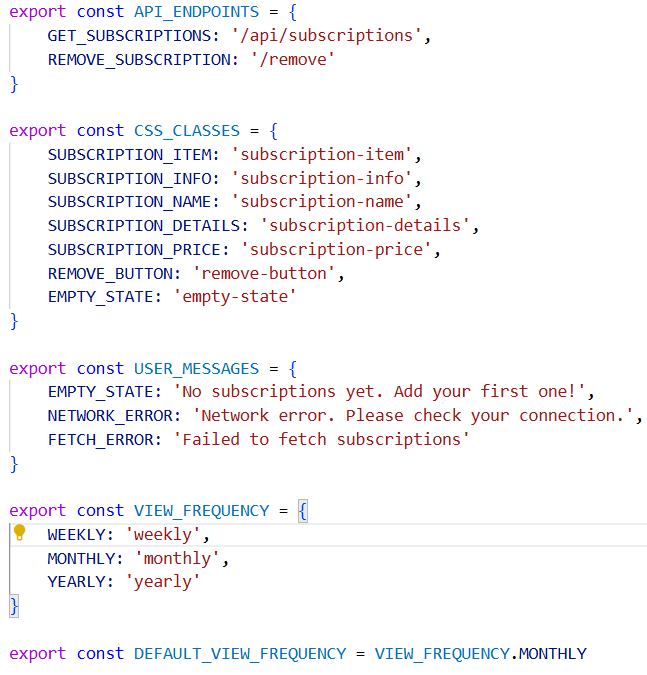 export const API_ENDPOINTS = {
    GET_SUBSCRIPTIONS: '/api/subscriptions',
    REMOVE_SUBSCRIPTION: '/remove'
}

export const CSS_CLASSES = {
    SUBSCRIPTION_ITEM: 'subscription-item',
    SUBSCRIPTION_INFO: 'subscription-info',
    SUBSCRIPTION_NAME: 'subscription-name',
    SUBSCRIPTION_DETAILS: 'subscription-details',
    SUBSCRIPTION_PRICE: 'subscription-price',
    REMOVE_BUTTON: 'remove-button',
    EMPTY_STATE: 'empty-state'
}

export const USER_MESSAGES = {
    EMPTY_STATE: 'No subscriptions yet. Add your first one!',
    NETWORK_ERROR: 'Network error. Please check your connection.',
    FETCH_ERROR: 'Failed to fetch subscriptions'
}

export const VIEW_FREQUENCY = {
    WEEKLY: 'weekly',
    MONTHLY: 'monthly',
    YEARLY: 'yearly'
}

export const DEFAULT_VIEW_FREQUENCY = VIEW_FREQUENCY.MONTHLY